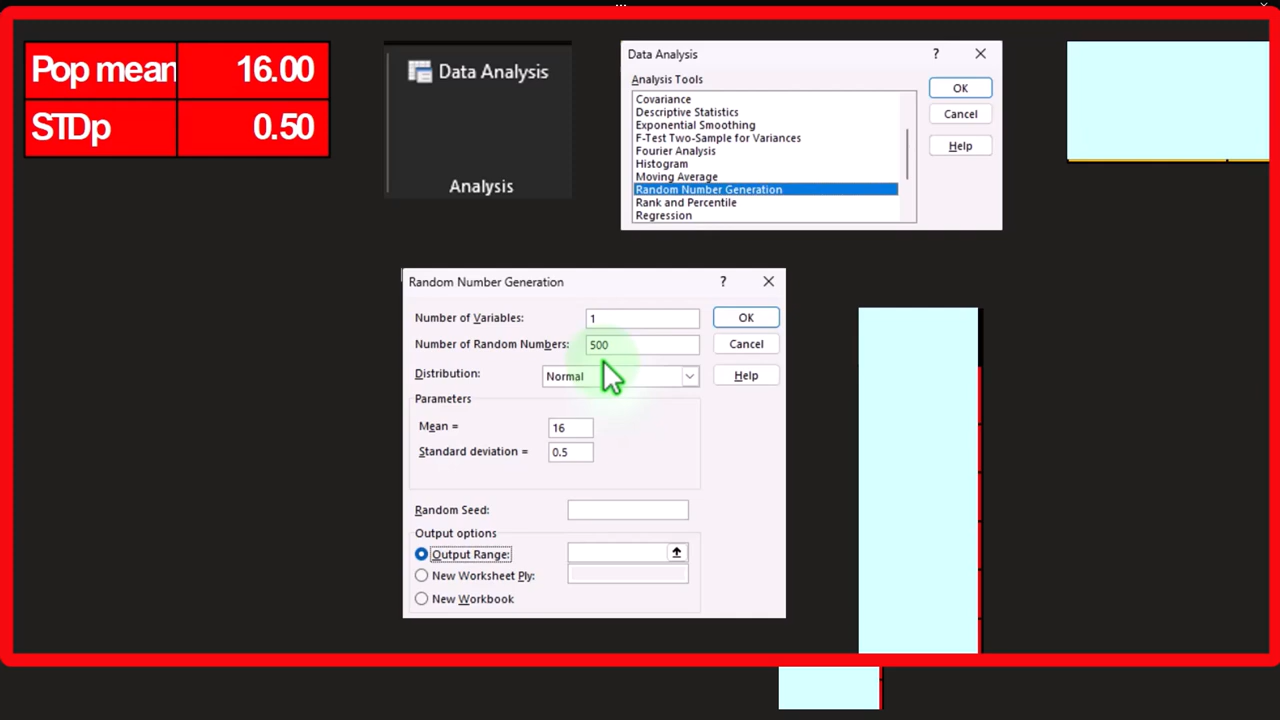 ...
Pop mean 16.00
STDp 0.50
Data Analysis
Analysis
Data Analysis ?
Analysis Tools
Covariance
Descriptive Statistics
Exponential Smoothing
F-Test Two-Sample for Variances
Fourier Analysis
Histogram
Moving Average
Random Number Generation
Rank and Percentile
Regression
OK
Cancel
Help
Random Number Generation ?
Number of Variables: 1
Number of Random Numbers: 500
Distribution: Normal
Parameters
Mean = 16
Standard deviation = 0.5
Random Seed:
Output options
Output Range:
New Worksheet Ply:
New Workbook
OK
Cancel
Help